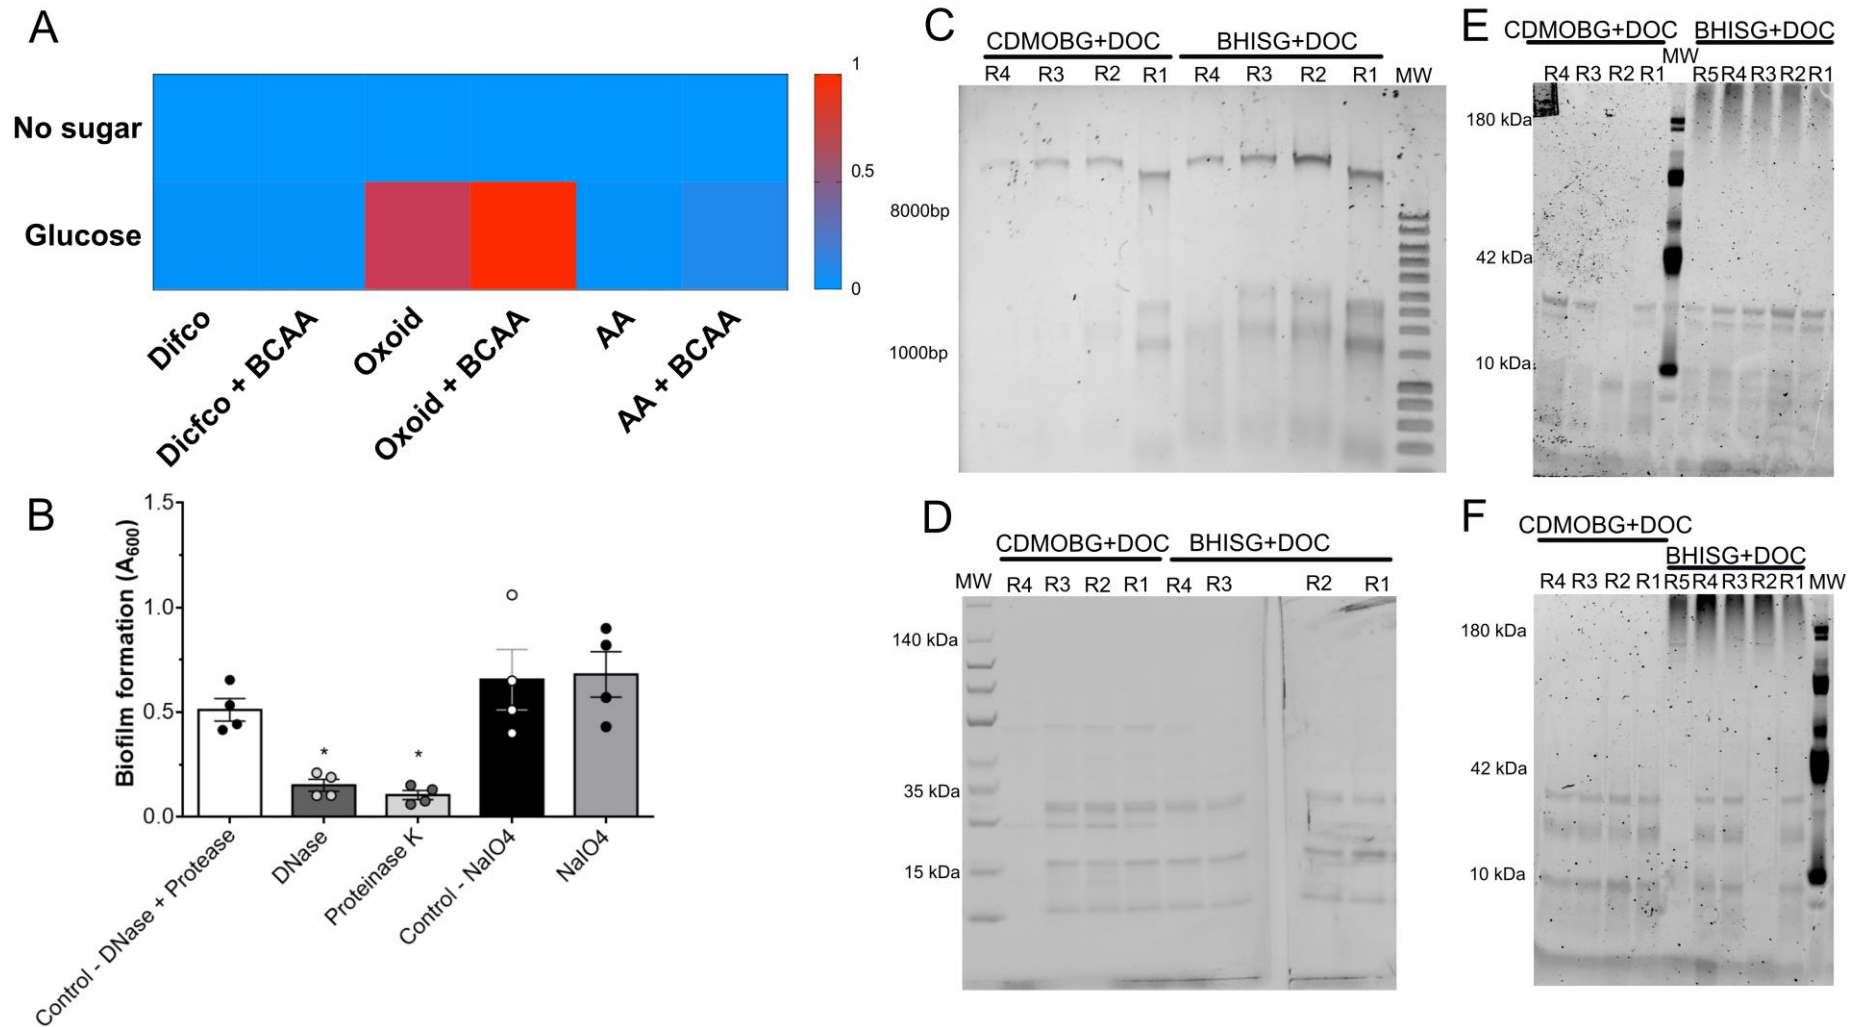 A
No sugar
Glucose
1
0.5
0
Difco
Dicfco + BCAA
Oxoid
Oxoid + BCAA
AA
AA + BCAA
B
Biofilm formation (A600)
1.5
1.0
0.5
0.0
* *
Control - DNase + Protease
DNase
Proteinase K
Control - NaIO4
NaIO4
C
CDMOBG+DOC BHISG+DOC
R4 R3 R2 R1 R4 R3 R2 R1 MW
8000bp
1000bp
D
CDMOBG+DOC BHISG+DOC
MW R4 R3 R2 R1 R4 R3 R2 R1
140 kDa
35 kDa
15 kDa
E
CDMOBG+DOC BHISG+DOC
MW
R4 R3 R2 R1 R5 R4 R3 R2 R1
180 kDa
42 kDa
10 kDa
F
CDMOBG+DOC
BHISG+DOC
R4 R3 R2 R1 R5 R4 R3 R2 R1 MW
180 kDa
42 kDa
10 kDa